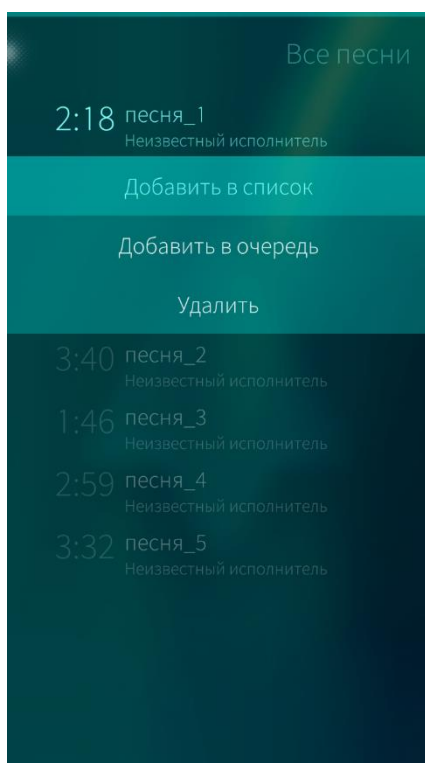 Все песни
2:18 песня_1
Неизвестный исполнитель
Добавить в список
Добавить в очередь
Удалить
3:40 песня_2
Неизвестный исполнитель
1:46 песня_3
Неизвестный исполнитель
2:59 песня_4
Неизвестный исполнитель
3:32 песня_5
Неизвестный исполнитель